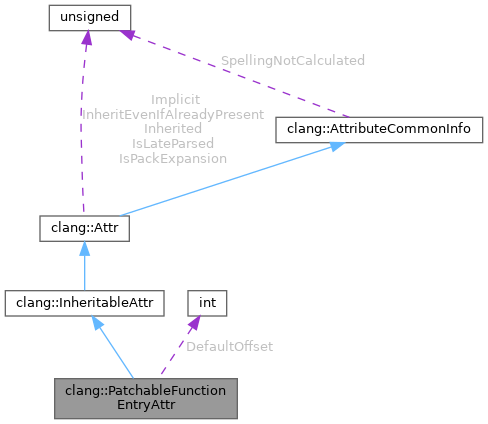 unsigned
SpellingNotCalculated
Implicit
InheritEvenIfAlreadyPresent
Inherited
IsLateParsed
IsPackExpansion
clang::AttributeCommonInfo
clang::Attr
clang::InheritableAttr
int
DefaultOffset
clang::PatchableFunction
EntryAttr